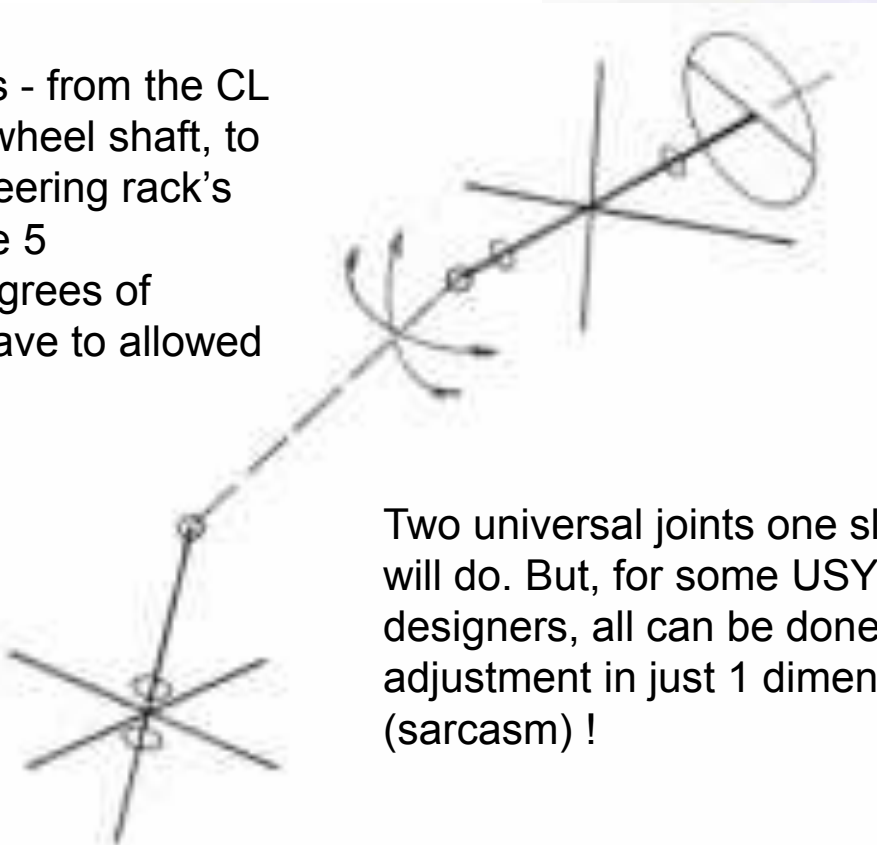 s - from the CL
wheel shaft, to
eering rack’s
e 5
grees of
ave to allowed
Two universal joints one sl
will do. But, for some USY
designers, all can be done
adjustment in just 1 dimen
(sarcasm) !